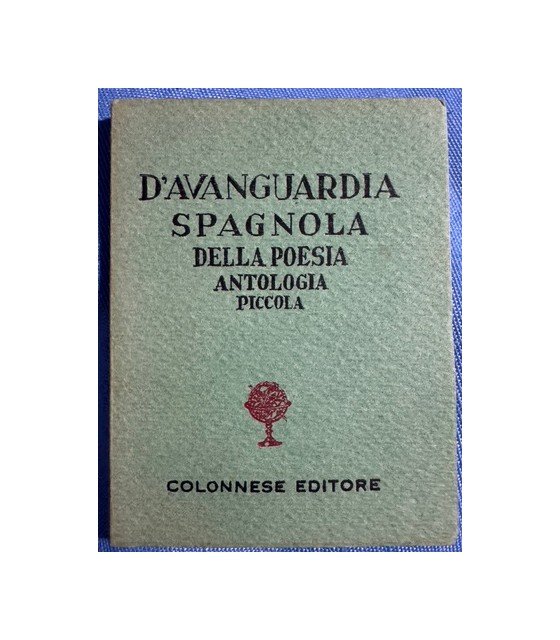 D'AVANGUARDIA
SPAGNOLA
DELLA POESIA
ANTOLOGIA
PICCOLA
COLONNESE EDITORE